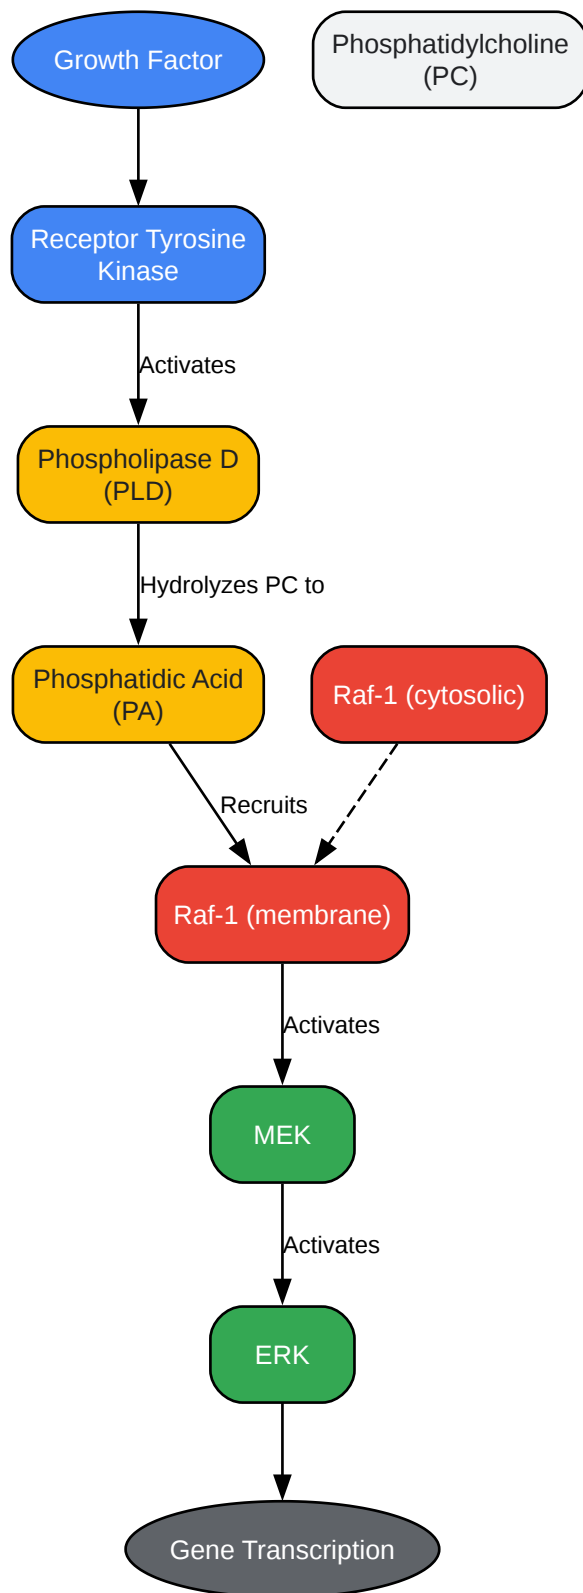 Growth Factor
Phosphatidylcholine
(PC)
Receptor Tyrosine
Kinase
Activates
Phospholipase D
(PLD)
Hydrolyzes PC to
Phosphatidic Acid
(PA)
Raf-1 (cytosolic)
Recruits
Raf-1 (membrane)
Activates
MEK
Activates
ERK
Gene Transcription